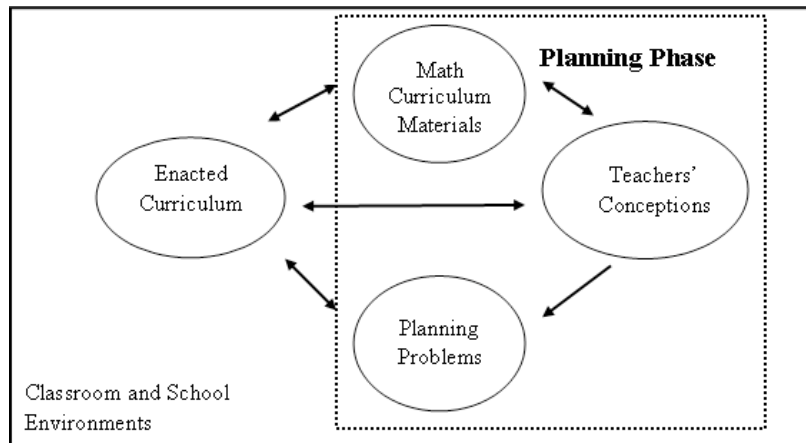 Planning Phase
Math
Curriculum
Materials
Enacted
Curriculum
Teachers’
Conceptions
Planning
Problems
Classroom and School
Environments